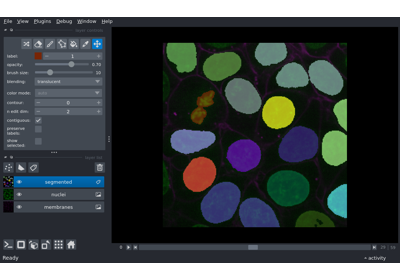 File View Plugins Debug Window Help
label: 1
opacity: 0.70
brush size: 10
blending: translucent
color mode:
contour: 0
n edit dim: 2
contiguous:
preserve
labels:
show
selected:
segmented
nuclei
membranes
Ready
activity